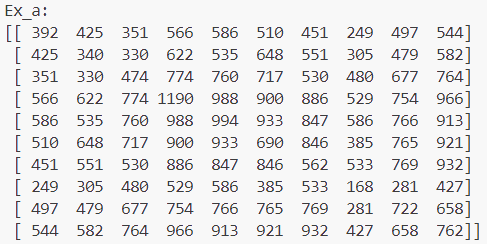 Ex_a:
[[ 392 425 351 566 586 510 451 249 497 544]
[ 425 340 330 622 535 648 551 305 479 582]
[ 351 330 474 774 760 717 530 480 677 764]
[ 566 622 774 1190 988 900 886 529 754 966]
[ 586 535 760 988 994 933 847 586 766 913]
[ 510 648 717 900 933 690 846 385 765 921]
[ 451 551 530 886 847 846 562 533 769 932]
[ 249 305 480 529 586 385 533 168 281 427]
[ 497 479 677 754 766 765 769 281 722 658]
[ 544 582 764 966 913 921 932 427 658 762]]